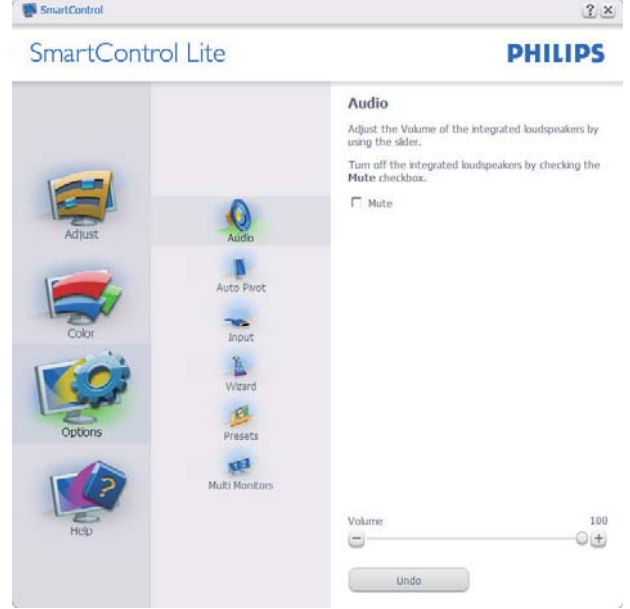 SmartControl
SmartControl Lite
PHILIPS
Adjust
Color
Options
Help
Audio
Auto Pivot
Input
Wizard
Presets
Multi Monitors
Audio
Adjust the Volume of the integrated loudspeakers by
using the slider.
Turn off the integrated loudspeakers by checking the
Mute checkbox.
Mute
Volume 100
Undo